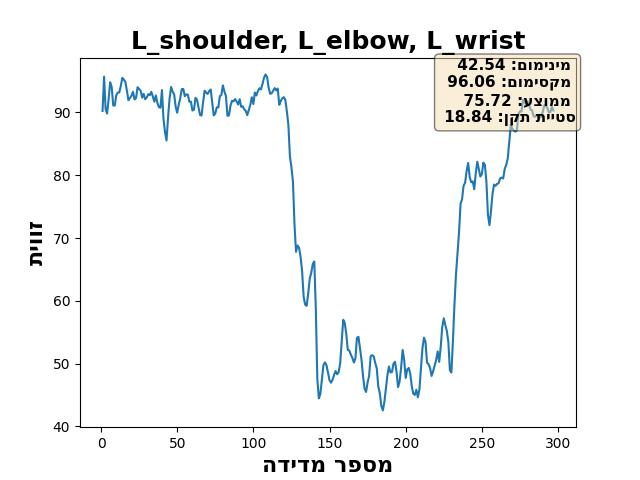 L_shoulder, L_elbow, L_wrist
מינימום: 42.54
מקסימום: 96.06
ממוצע: 75.72
סטיית תקן: 18.84
90
80
70
60
50
40
זווית
0 50 100 150 200 250 300
מספר מדידה